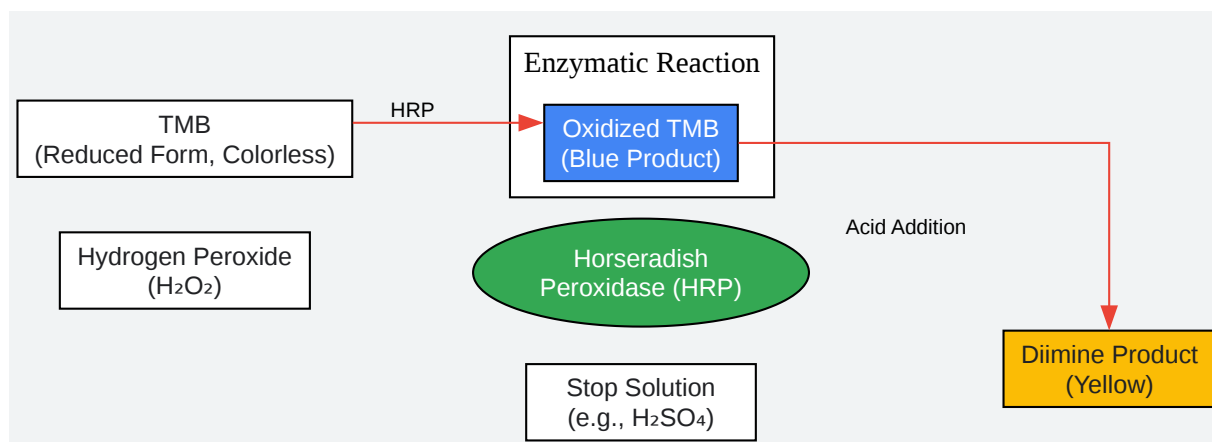 Enzymatic Reaction
TMB
(Reduced Form, Colorless)
HRP
Oxidized TMB
(Blue Product)
Hydrogen Peroxide
(H₂O₂)
Horseradish
Peroxidase (HRP)
Acid Addition
Stop Solution
(e.g., H₂SO₄)
Diimine Product
(Yellow)